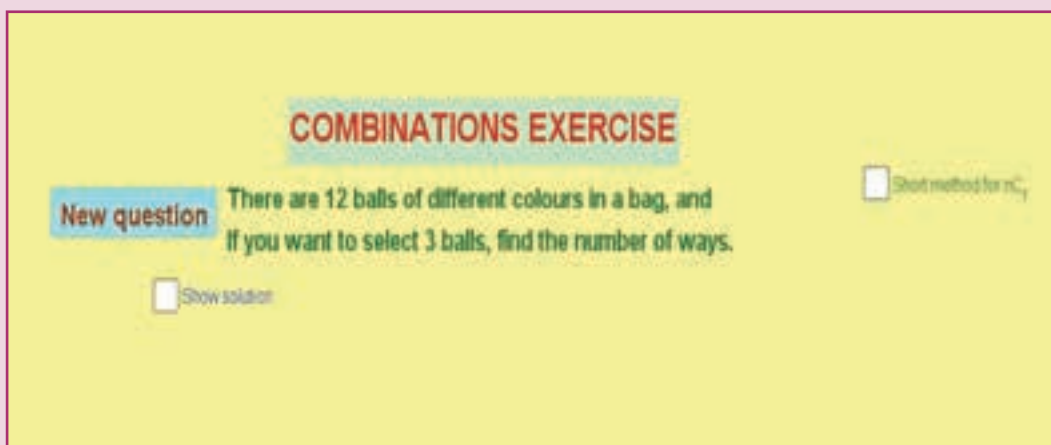 COMBINATIONS EXERCISE
Short method for nCr
New question
There are 12 balls of different colours in a bag, and
If you want to select 3 balls, find the number of ways.
Show solution